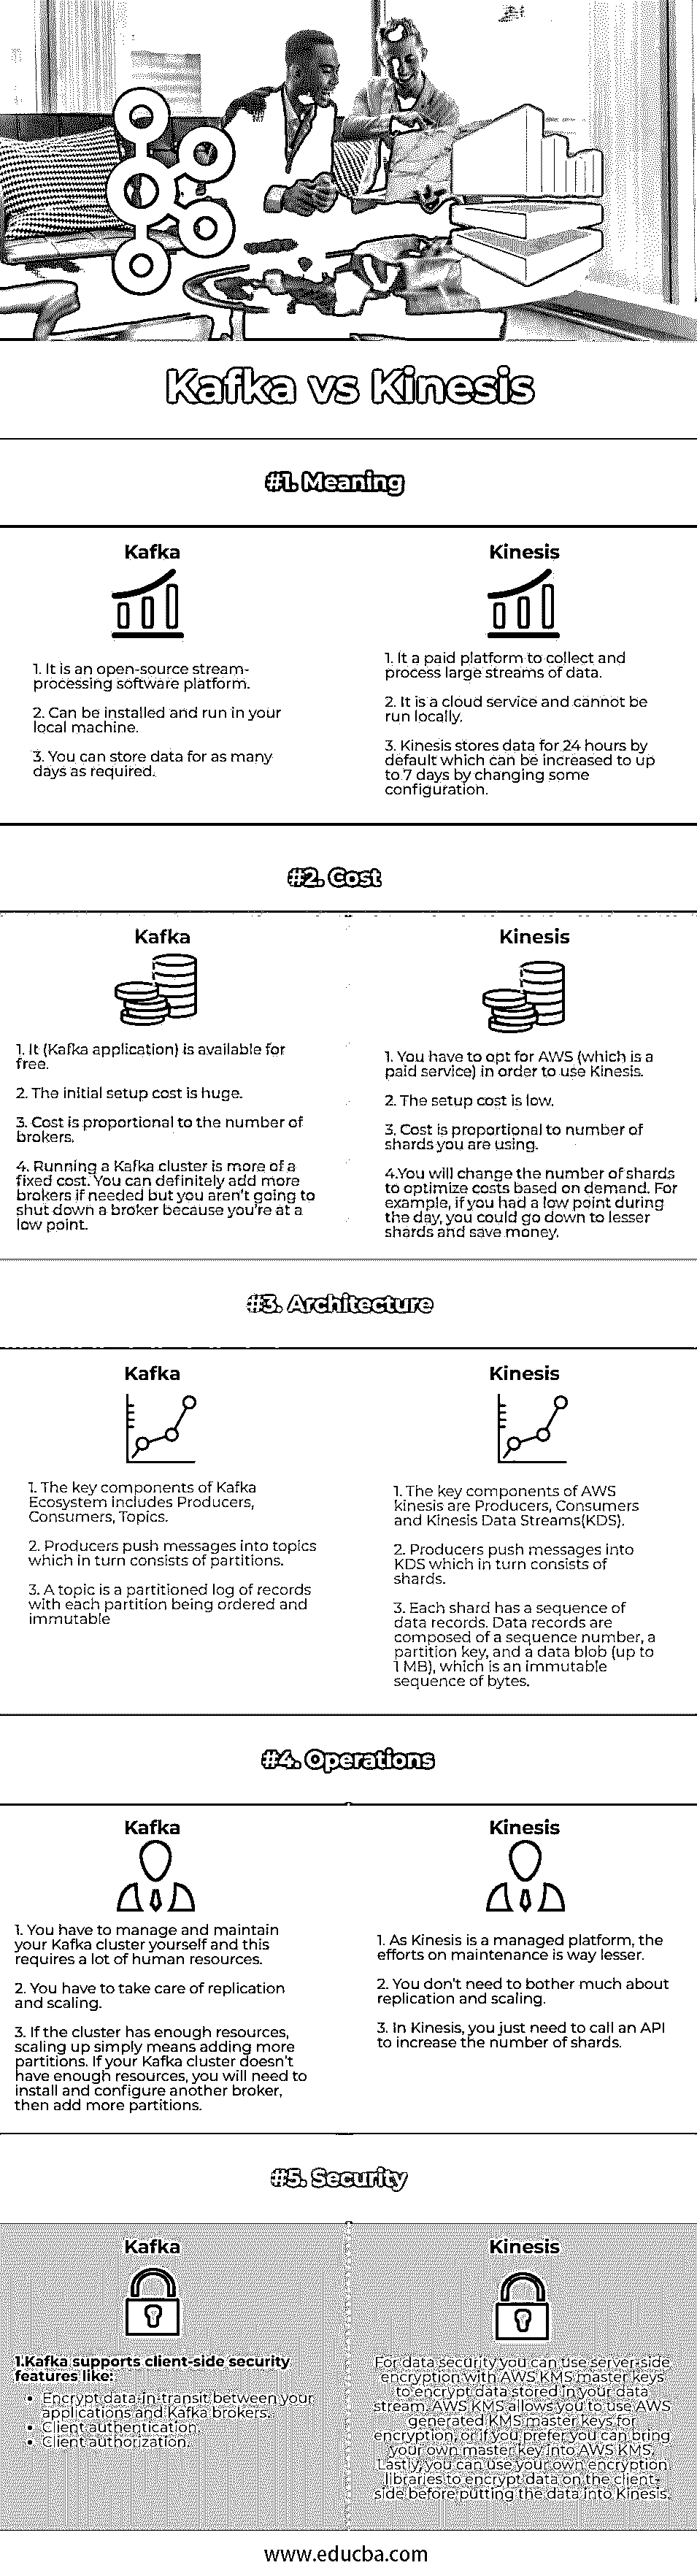 Kafka vs Kinesis
#1. Meaning
Kafka
1. It is an open-source stream-
processing software platform.
2. Can be installed and run in your
local machine.
3. You can store data for as many
days as required.
Kinesis
1. It a paid platform to collect and
process large streams of data.
2. It is a cloud service and cannot be
run locally.
3. Kinesis stores data for 24 hours by
default which can be increased to up
to 7 days by changing some
configuration.
#2. Cost
Kafka
1. It (Kafka application) is available for
free.
2. The initial setup cost is huge.
3. Cost is proportional to the number of
brokers.
4. Running a Kafka cluster is more of a
fixed cost. You can definitely add more
brokers if needed but you aren't going to
shut down a broker because you're at a
low point.
Kinesis
1. You have to opt for AWS (which is a
paid service) in order to use Kinesis.
2. The setup cost is low.
3. Cost is proportional to number of
shards you are using.
4.You will change the number of shards
to optimize costs based on demand. For
example, if you had a low point during
the day, you could go down to lesser
shards and save money.
#3. Architecture
Kafka
1. The key components of Kafka
Ecosystem includes Producers,
Consumers, Topics.
2. Producers push messages into topics
which in turn consists of partitions.
3. A topic is a partitioned log of records
with each partition being ordered and
immutable
Kinesis
1. The key components of AWS
kinesis are Producers, Consumers
and Kinesis Data Streams(KDS).
2. Producers push messages into
KDS which in turn consists of
shards.
3. Each shard has a sequence of
data records. Data records are
composed of a sequence number, a
partition key, and a data blob (up to
1 MB), which is an immutable
sequence of bytes.
#4. Operations
Kafka
1. You have to manage and maintain
your Kafka cluster yourself and this
requires a lot of human resources.
2. You have to take care of replication
and scaling.
3. If the cluster has enough resources,
scaling up simply means adding more
partitions. If your Kafka cluster doesn't
have enough resources, you will need to
install and configure another broker,
then add more partitions.
Kinesis
1. As Kinesis is a managed platform, the
efforts on maintenance is way lesser.
2. You don't need to bother much about
replication and scaling.
3. In Kinesis, you just need to call an API
to increase the number of shards.
#5. Security
Kafka
1.Kafka supports client-side security
features like:
• Encrypt data-in-transit between your
applications and Kafka brokers.
• Client authentication.
• Client authorization.
Kinesis
For data security you can use server-side
encryption with AWS KMS master keys
to encrypt data stored in your data
stream. AWS KMS allows you to use AWS
generated KMS master keys for
encryption, or if you prefer you can bring
your own master key into AWS KMS.
Lastly, you can use your own encryption
libraries to encrypt data on the client-
side before putting the data into Kinesis.
www.educba.com